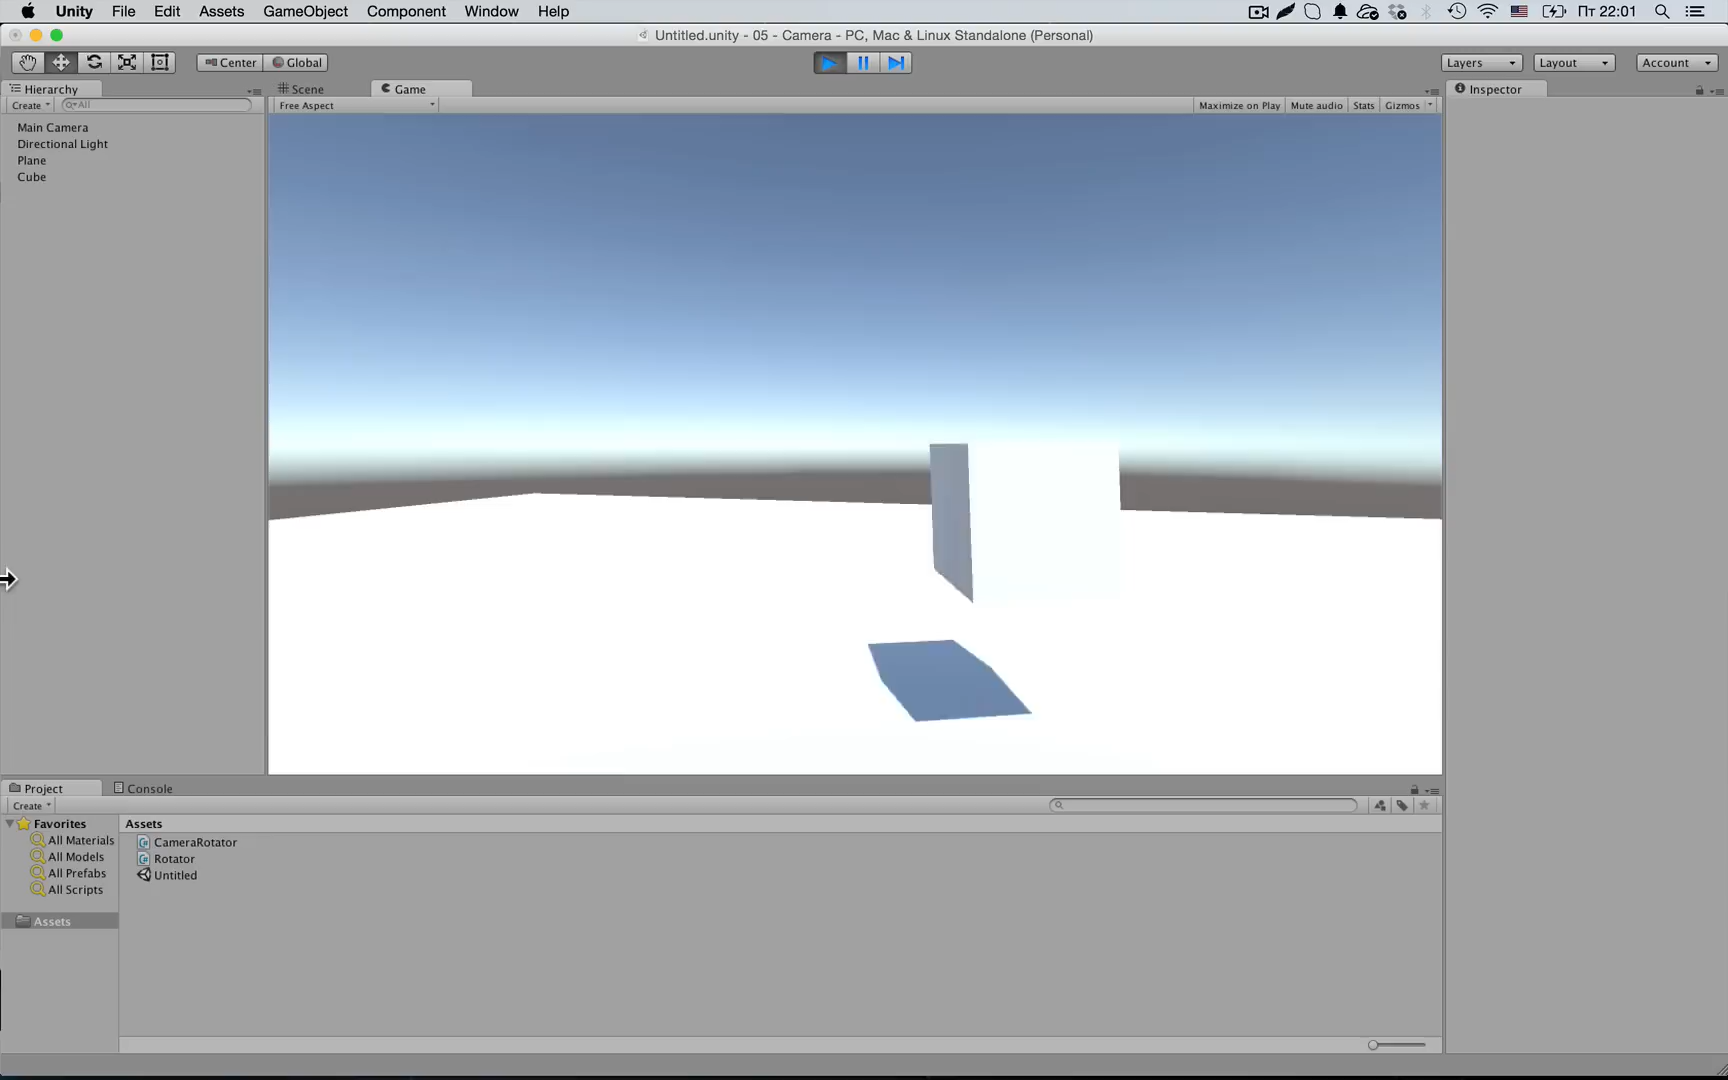 Unity File Edit Assets GameObject Component Window Help Пт 22:01
Untitled.unity - 05 - Camera - PC, Mac & Linux Standalone (Personal)
Center Global Layers Layout Account
Hierarchy Scene Game Inspector
Create All Free Aspect Maximize on Play Mute audio Stats Gizmos
Main Camera
Directional Light
Plane
Cube
Project Console
Create
Favorites Assets
All Materials CameraRotator
All Models Rotator
All Prefabs Untitled
All Scripts
Assets